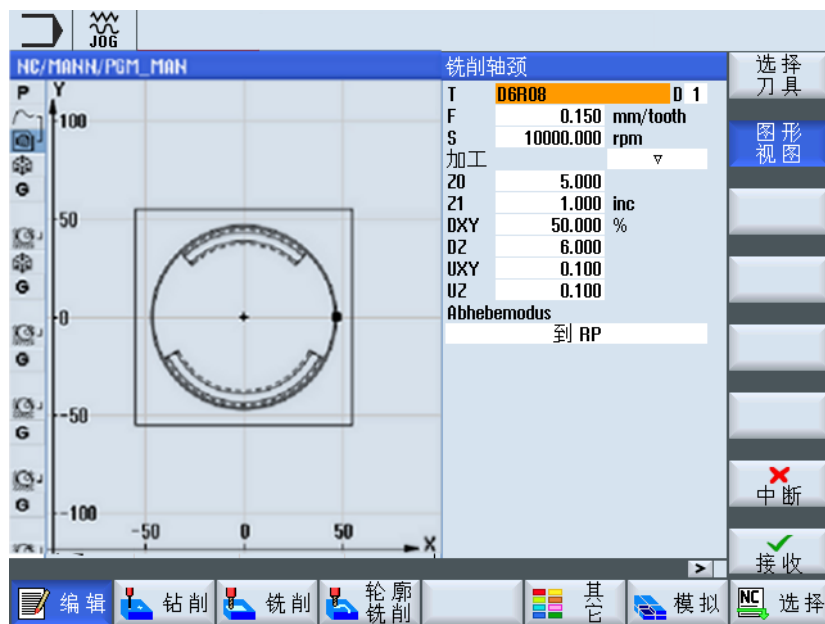 JOG
NC/MANN/PGM_MAN
铣削轴颈
选择
刀具
P
Y
T D6R08 D 1
F 0.150 mm/tooth
S 10000.000 rpm
加工 ▽
Z0 5.000
Z1 1.000 inc
DXY 50.000 %
DZ 6.000
UXY 0.100
UZ 0.100
Abhebemodus
到 RP
图形
视图
100
50
0
-50
-100
-50 0 50 X
G
G
G
G
G
中断
接收
>
编辑
钻削
铣削
轮廓
铣削
其
它
模拟
NC 选择